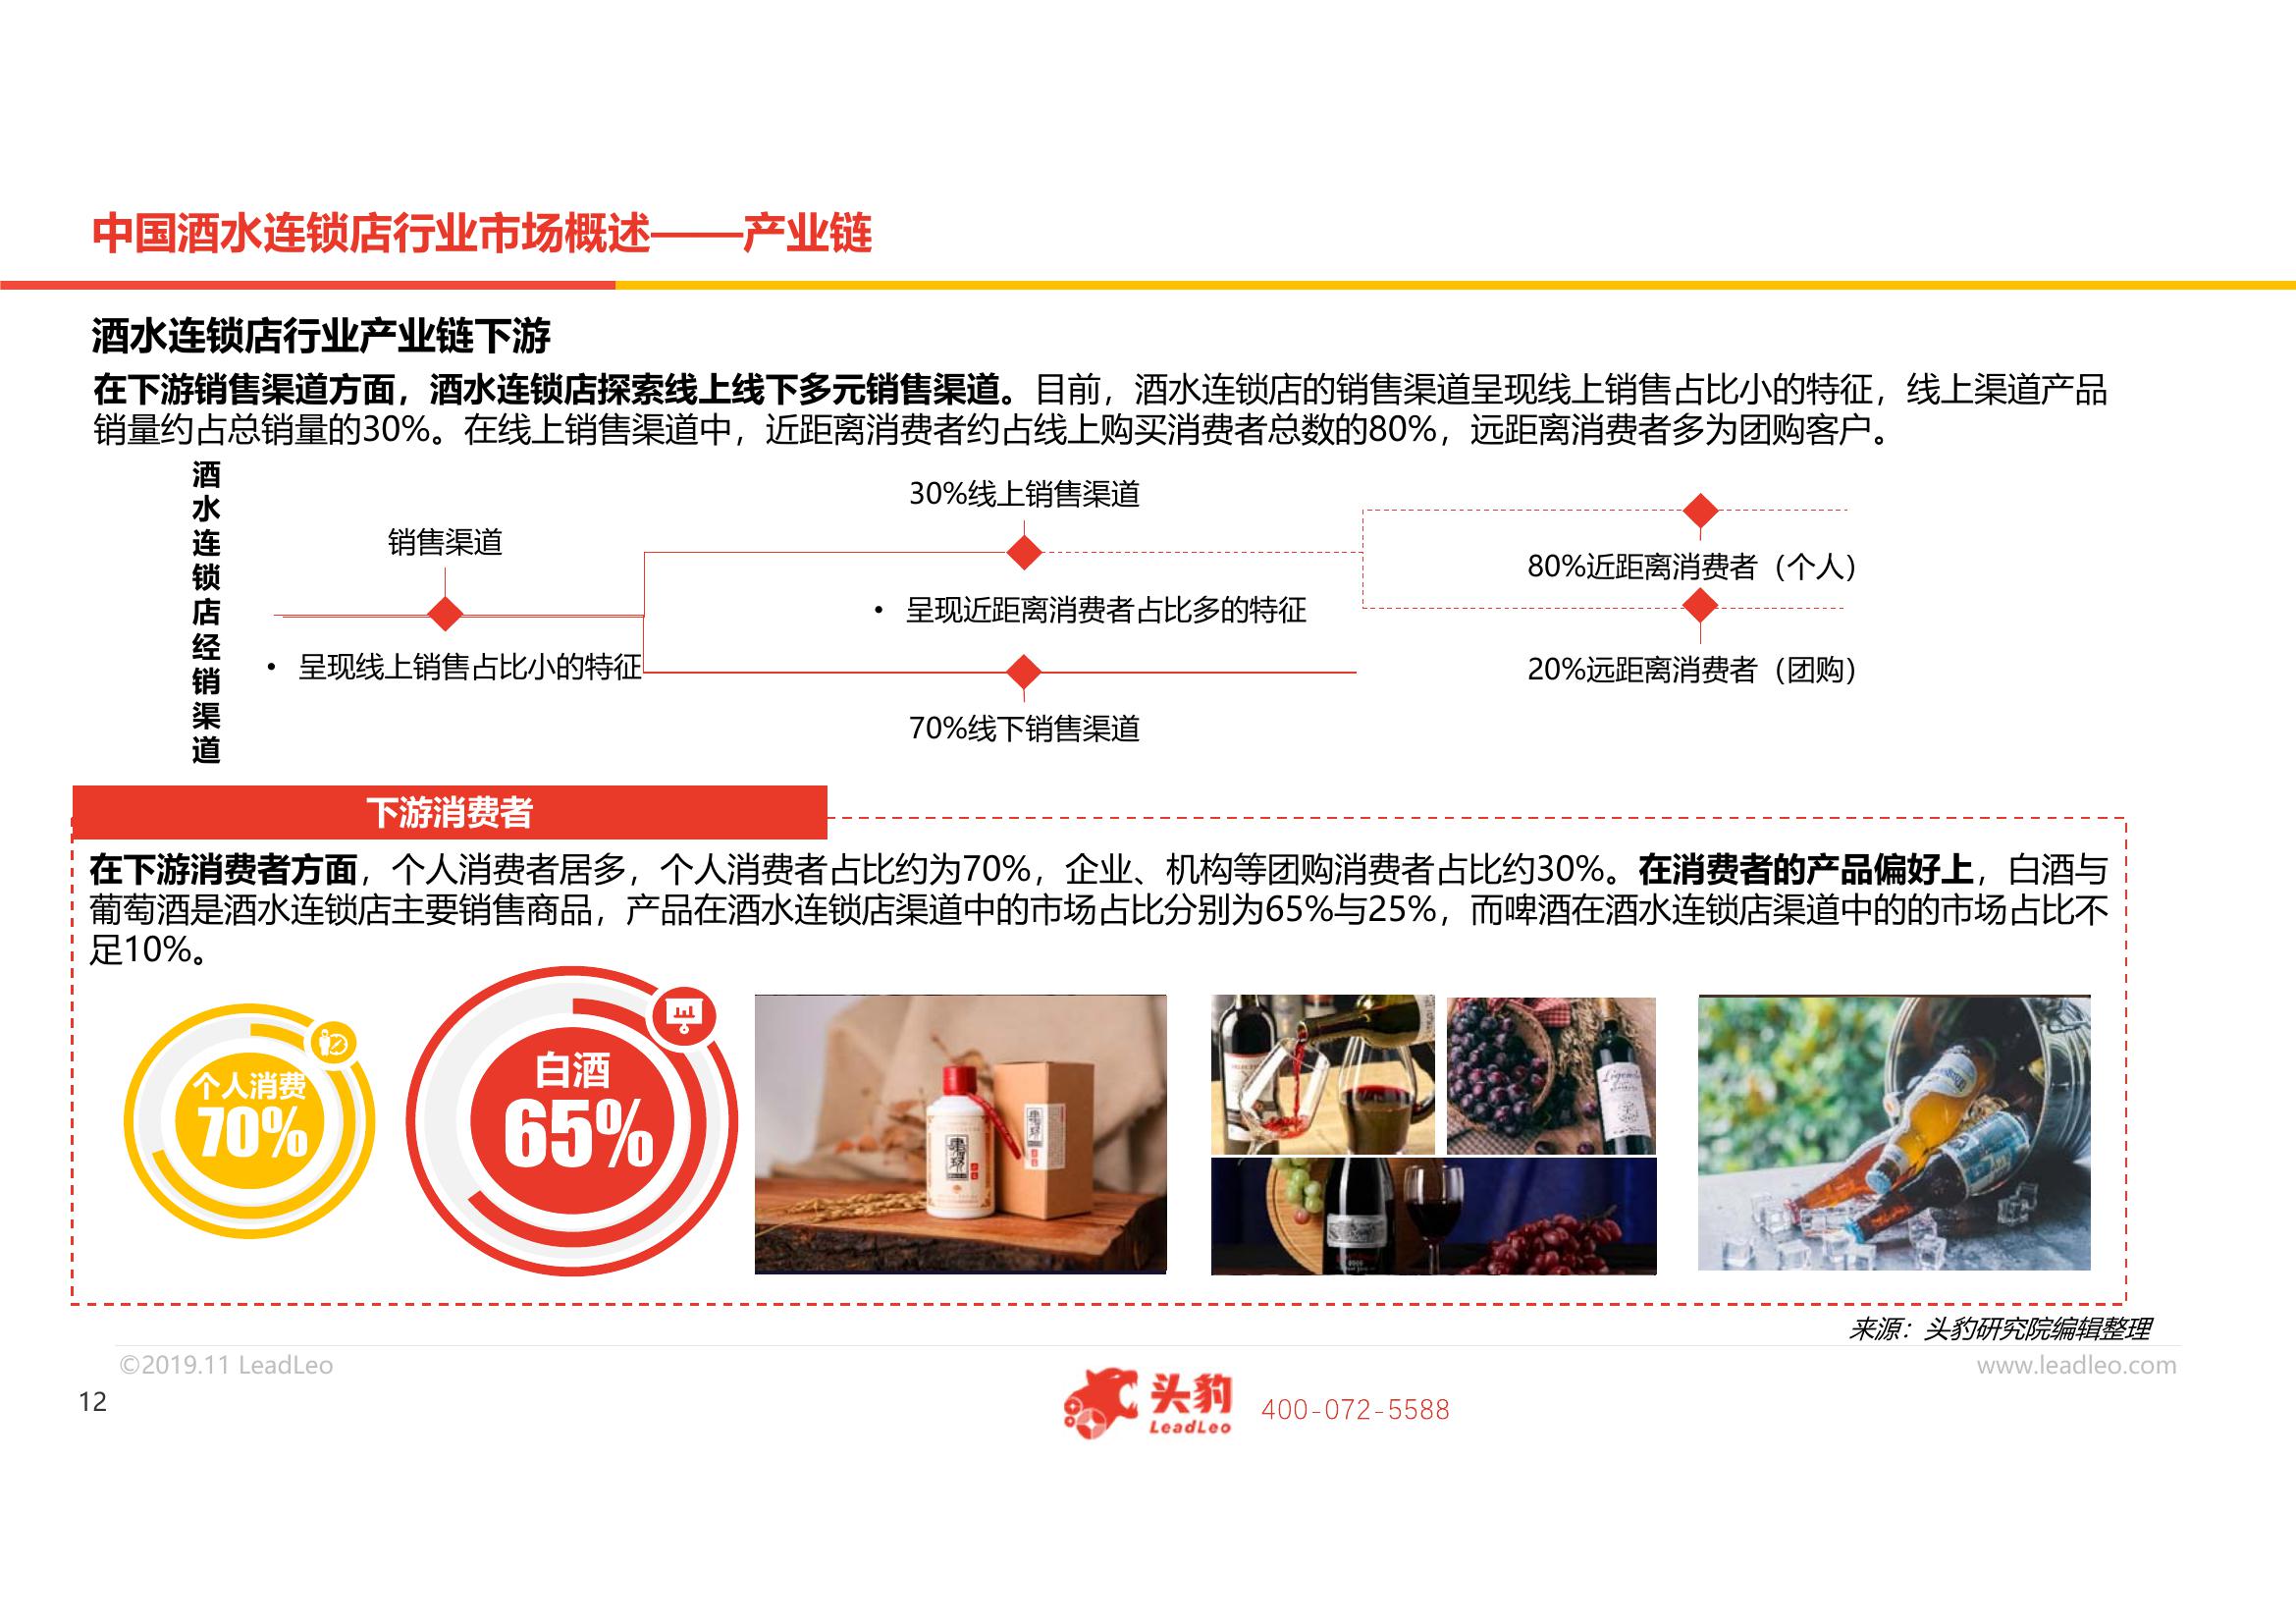 中国酒水连锁店行业市场概述——产业链
酒水连锁店行业产业链下游
在下游销售渠道方面，酒水连锁店探索线上线下多元销售渠道。目前，酒水连锁店的销售渠道呈现线上销售占比小的特征，线上渠道产品
销量约占总销量的30%。在线上销售渠道中，近距离消费者约占线上购买消费者总数的80%，远距离消费者多为团购客户。
酒水连锁店经销渠道
销售渠道
• 呈现线上销售占比小的特征
30%线上销售渠道
• 呈现近距离消费者占比多的特征
70%线下销售渠道
80%近距离消费者（个人）
20%远距离消费者（团购）
下游消费者
在下游消费者方面，个人消费者居多，个人消费者占比约为70%，企业、机构等团购消费者占比约30%。在消费者的产品偏好上，白酒与
葡萄酒是酒水连锁店主要销售商品，产品在酒水连锁店渠道中的市场占比分别为65%与25%，而啤酒在酒水连锁店渠道中的的市场占比不
足10%。
个人消费
70%
白酒
65%
来源：头豹研究院编辑整理
©2019.11 LeadLeo
www.leadleo.com
12
头豹
LeadLeo
400-072-5588